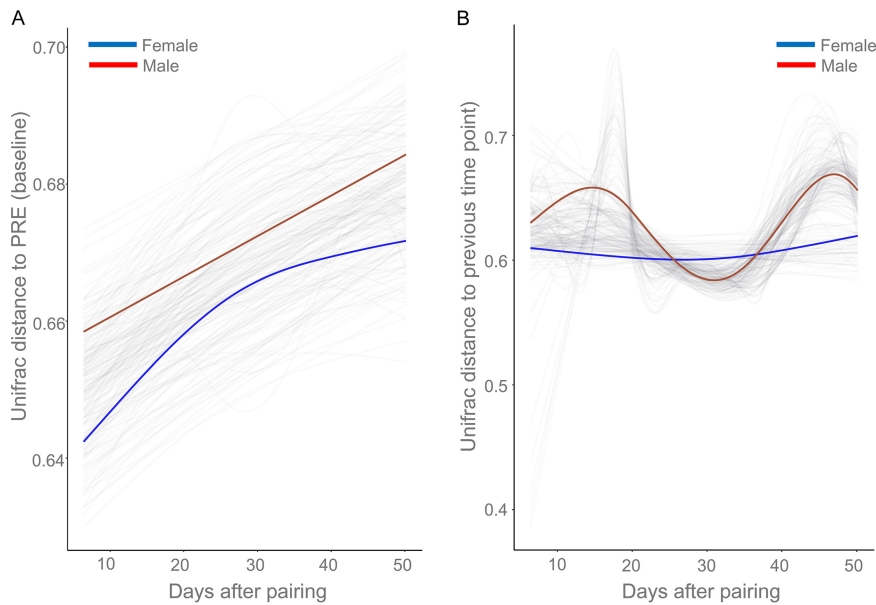 A
Female
Male
Unifrac distance to PRE (baseline)
0.70
0.68
0.66
0.64
10
20
30
40
50
Days after pairing
B
Female
Male
Unifrac distance to previous time point)
0.7
0.6
0.5
0.4
10
20
30
40
50
Days after pairing